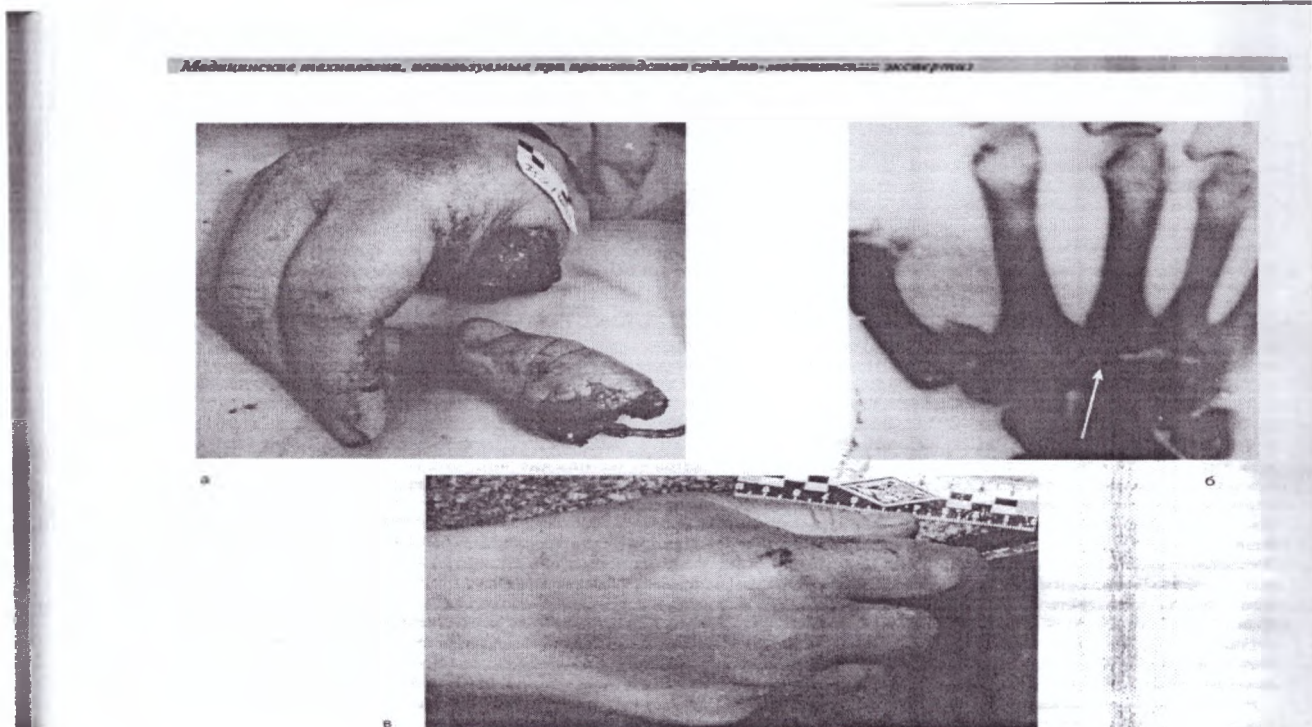 Медицинские технологии, используемые при производстве судебно-медицинских экспертиз
а
б
в